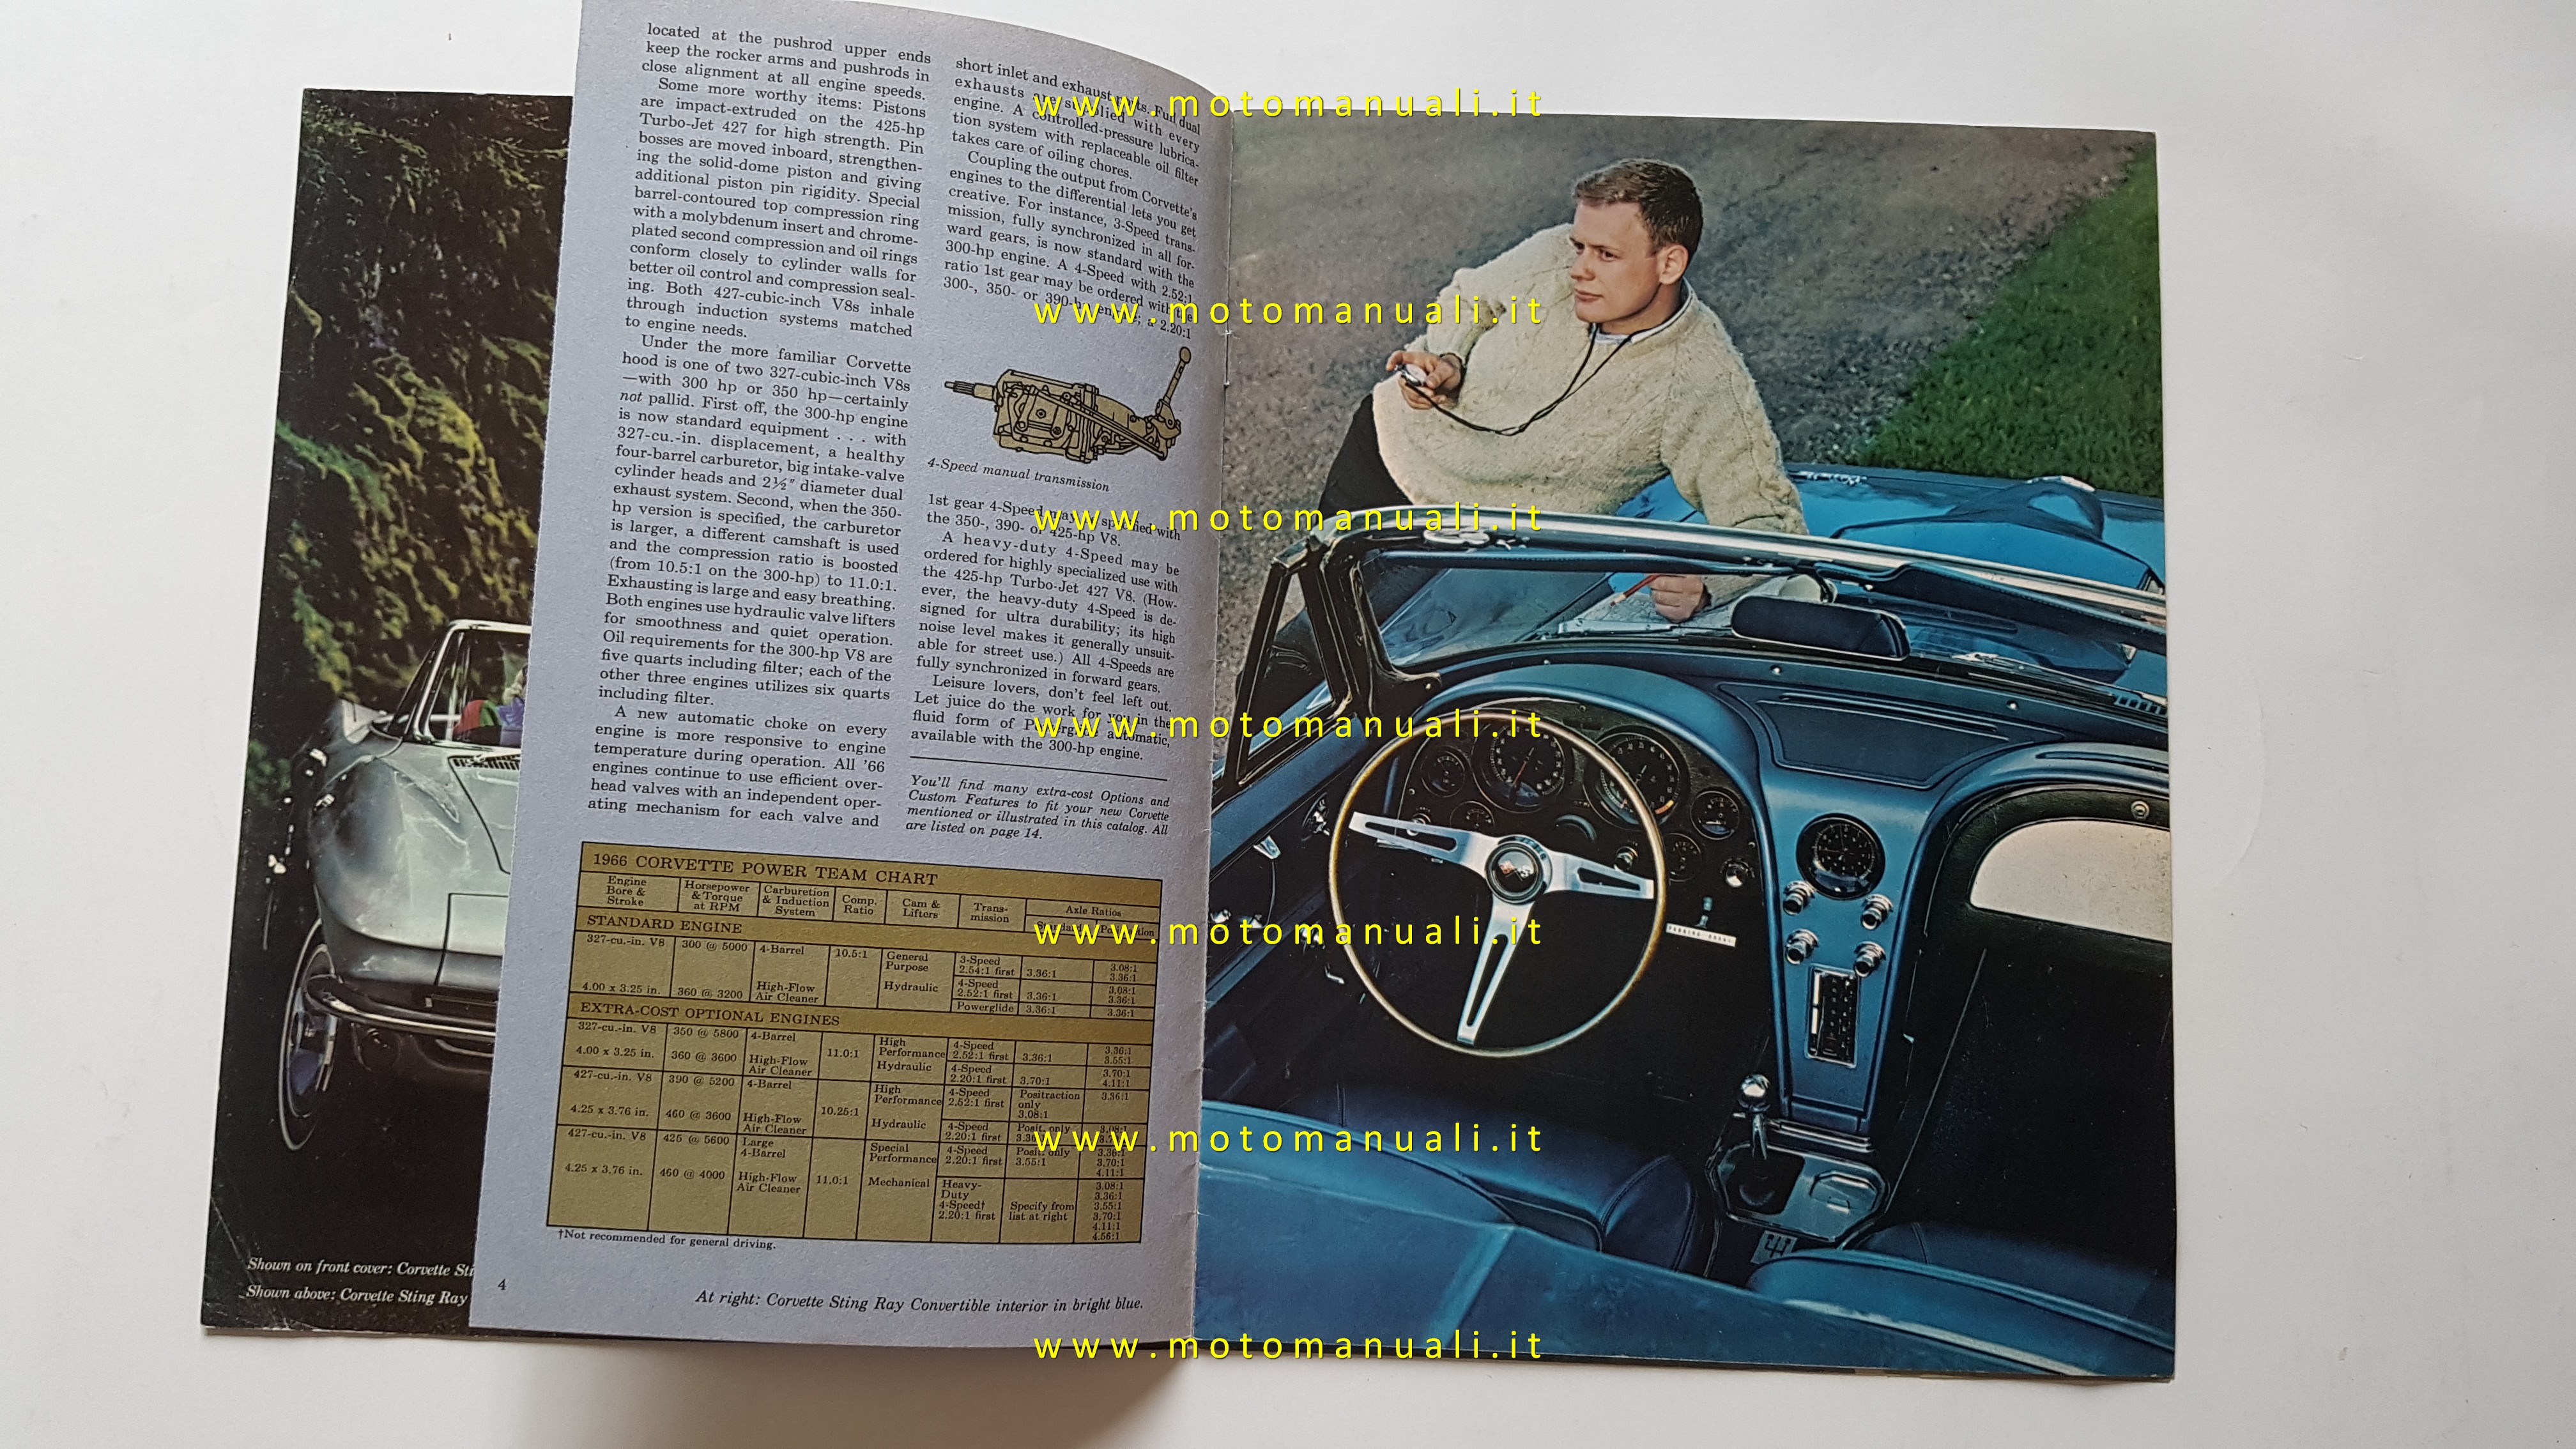 located at the pushrod upper ends
keep the rocker arms and pushrods in
close alignment at all engine speeds.
Some more worthy items: Pistons
are impact-extruded on the 425-hp
Turbo-Jet 427 for high strength. Pin
bosses are moved inboard, strengthen-
ing the solid-dome piston and giving
additional piston pin rigidity. Special
barrel-contoured top compression ring
with a molybdenum insert and chrome-
plated second compression and oil rings
conform closely to cylinder walls for
better oil control and compression seal-
ing. Both 427-cubic-inch V8s inhale
through induction systems matched
to engine needs.
Under the more familiar Corvette
hood is one of two 327-cubic-inch V8s
—with 300 hp or 350 hp—certainly
not pallid. First off, the 300-hp engine
is now standard equipment . . . with
327-cu.-in. displacement, a healthy
four-barrel carburetor, big intake-valve
cylinder heads and 2½" diameter dual
exhaust system. Second, when the 350-
hp version is specified, the carburetor
is larger, a different camshaft is used
and the compression ratio is boosted
(from 10.5:1 on the 300-hp) to 11.0:1.
Exhausting is large and easy breathing.
Both engines use hydraulic valve lifters
for smoothness and quiet operation.
Oil requirements for the 300-hp V8 are
five quarts including filter; each of the
other three engines utilizes six quarts
including filter.
A new automatic choke on every
engine is more responsive to engine
temperature during operation. All '66
engines continue to use efficient over-
head valves with an independent oper-
ating mechanism for each valve and
short inlet and exhaust Full dual
exhausts are supplied with every
engine. A controlled-pressure lubrica-
tion system with replaceable oil filter
takes care of oiling chores.
Coupling the output from Corvette's
engines to the differential lets you get
creative. For instance, 3-Speed trans-
mission, fully synchronized in all for-
ward gears, is now standard with the
300-hp engine. A 4-Speed with 2.52:1
ratio 1st gear may be ordered with the
300-, 350- or 390-hp engine; a 2.20:1
4-Speed manual transmission
1st gear 4-Speed may be specified with
the 350-, 390- or 425-hp V8.
A heavy-duty 4-Speed may be
ordered for highly specialized use with
the 425-hp Turbo-Jet 427 V8. (How-
ever, the heavy-duty 4-Speed is de-
signed for ultra durability; its high
noise level makes it generally unsuit-
able for street use.) All 4-Speeds are
fully synchronized in forward gears.
Leisure lovers, don't feel left out.
Let juice do the work for you in the
fluid form of Powerglide automatic,
available with the 300-hp engine.
You'll find many extra-cost Options and
Custom Features to fit your new Corvette
mentioned or illustrated in this catalog. All
are listed on page 14.
1966 CORVETTE POWER TEAM CHART
Engine Bore & Stroke
Horsepower & Torque at RPM
Carburetion & Induction System
Comp. Ratio
Cam & Lifters
Trans-mission
Axle Ratios
STANDARD ENGINE
327-cu.-in. V8 300 @ 5000 4-Barrel 10.5:1 General Purpose 3-Speed 2.54:1 first 3.36:1 3.08:1 3.36:1
4.00 x 3.25 in. 360 @ 3200 High-Flow Air Cleaner Hydraulic 4-Speed 2.52:1 first 3.36:1 3.08:1 3.36:1
Powerglide 3.36:1 3.36:1
EXTRA-COST OPTIONAL ENGINES
327-cu.-in. V8 350 @ 5800 4-Barrel 11.0:1 High Performance 4-Speed 2.52:1 first 3.36:1 3.36:1 3.55:1
4.00 x 3.25 in. 360 @ 3600 High-Flow Air Cleaner Hydraulic 4-Speed 2.20:1 first 3.70:1 3.70:1 4.11:1
427-cu.-in. V8 390 @ 5200 4-Barrel 10.25:1 High Performance 4-Speed 2.52:1 first Positraction only 3.08:1 3.36:1
4.25 x 3.76 in. 460 @ 3600 High-Flow Air Cleaner Hydraulic 4-Speed 2.20:1 first Posit. only
427-cu.-in. V8 425 @ 5600 Large 4-Barrel 11.0:1 Special Performance 4-Speed 2.20:1 first Posit. only 3.55:1 3.36:1 3.70:1 4.11:1
4.25 x 3.76 in. 460 @ 4000 High-Flow Air Cleaner Mechanical Heavy-Duty 4-Speed† 2.20:1 first Specify from list at right 3.08:1 3.36:1 3.55:1 3.70:1 4.11:1 4.56:1
†Not recommended for general driving.
4
At right: Corvette Sting Ray Convertible interior in bright blue.
Shown on front cover: Corvette Sti
Shown above: Corvette Sting Ray
PARKING BRAKE
www.motomanuali.it
www.motomanuali.it
www.motomanuali.it
www.motomanuali.it
www.motomanuali.it
www.motomanuali.it
www.motomanuali.it